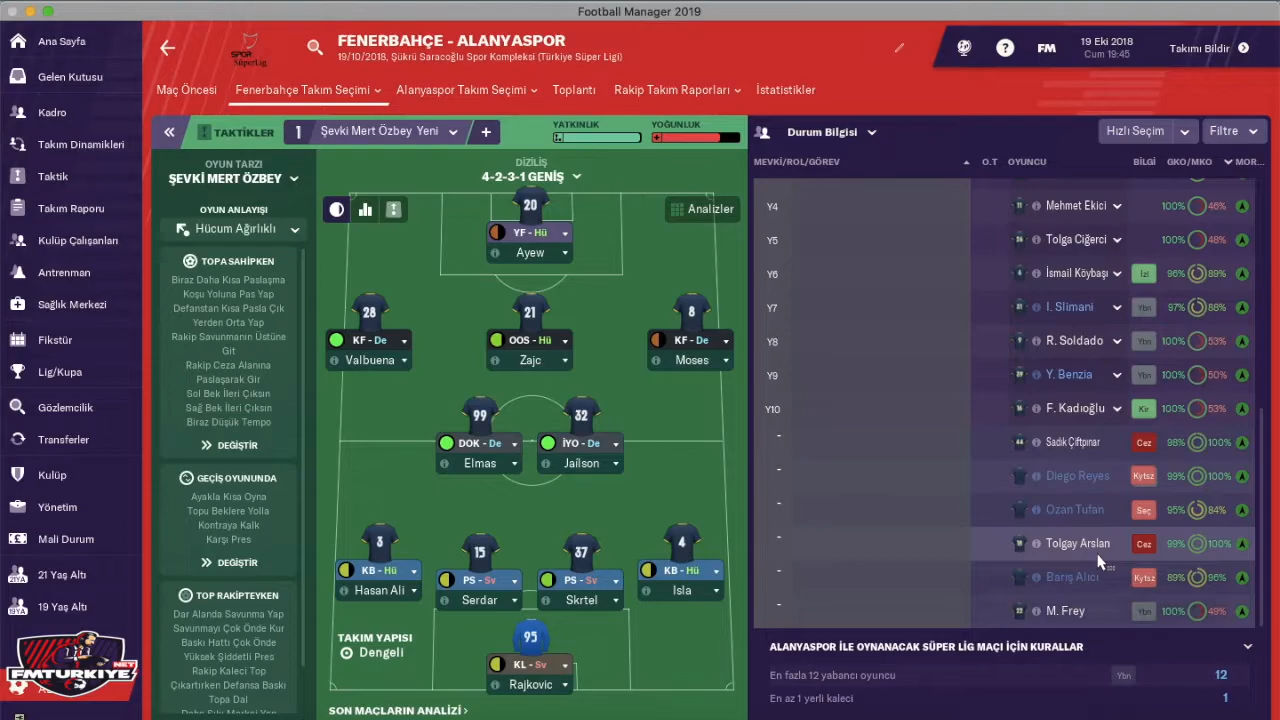 Football Manager 2019
Ana Sayfa
Gelen Kutusu
Kadro
Takım Dinamikleri
Taktik
Takım Raporu
Kulüp Çalışanları
Antrenman
Sağlık Merkezi
Fikstür
Lig/Kupa
Gözlemcilik
Transferler
Kulüp
Yönetim
Mali Durum
21YA
21 Yaş Altı
19YA
19 Yaş Altı
FMTURKIYE.NET
SPOR
SüperLig
FENERBAHÇE - ALANYASPOR
19/10/2018, Şükrü Saracoğlu Spor Kompleksi (Türkiye Süper Ligi)
? FM
19 Eki 2018
Cum 19:45
Takımı Bildir
Maç Öncesi Fenerbahçe Takım Seçimi Alanyaspor Takım Seçimi Toplantı Rakip Takım Raporları İstatistikler
TAKTİKLER 1 Şevki Mert Özbey Yeni +
YATKINLIK YOĞUNLUK
OYUN TARZI
ŞEVKİ MERT ÖZBEY
OYUN ANLAYIŞI
Hücum Ağırlıklı
TOPA SAHİPKEN
Biraz Daha Kısa Paslaşma
Koşu Yoluna Pas Yap
Defanstan Kısa Pasla Çık
Yerden Orta Yap
Rakip Savunmanın Üstüne
Git
Rakip Ceza Alanına
Paslaşarak Gir
Sol Bek İleri Çıksın
Sağ Bek İleri Çıksın
Biraz Düşük Tempo
DEĞİŞTİR
GEÇİŞ OYUNUNDA
Ayakla Kısa Oyna
Topu Beklere Yolla
Kontraya Kalk
Karşı Pres
DEĞİŞTİR
TOP RAKİPTEYKEN
Dar Alanda Savunma Yap
Savunmayı Çok Önde Kur
Baskı Hattı Çok Önde
Yüksek Şiddetli Pres
Rakip Kaleci Top
Çıkartırken Defansa Baskı
Topa Dal
DİZİLİŞ
4-2-3-1 GENİŞ
Analizler
20
YF - Hü
Ayew
28
KF - De
Valbuena
21
OOS - Hü
Zajc
8
KF - De
Moses
99
DOK - De
Elmas
32
İYO - De
Jaílson
3
KB - Hü
Hasan Ali
15
PS - Sv
Serdar
37
PS - Sv
Skrtel
4
KB - Hü
Isla
95
KL - Sv
Rajkovic
TAKIM YAPISI
Dengeli
SON MAÇLARIN ANALİZİ
Durum Bilgisi Hızlı Seçim Filtre
MEVKİ/ROL/GÖREV O.T OYUNCU BİLGİ GKO/MKO MOR...
Y4 Mehmet Ekici 100% 46%
Y5 Tolga Ciğerci 100% 48%
Y6 İsmail Köybaşı İzl 96% 89%
Y7 I. Slimani Ybn 97% 88%
Y8 R. Soldado Ybn 100% 53%
Y9 Y. Benzia Ybn 100% 50%
Y10 F. Kadıoğlu Kir 100% 53%
- Sadık Çiftpınar Cez 98% 100%
- Diego Reyes Kytsz 99% 100%
- Ozan Tufan Seç 95% 84%
- Tolgay Arslan Cez 99% 100%
- Barış Alıcı Kytsz 89% 96%
- M. Frey Ybn 100% 49%
ALANYASPOR İLE OYNANACAK SÜPER LİG MAÇI İÇİN KURALLAR
En fazla 12 yabancı oyuncu Ybn 12
En az 1 yerli kaleci 1